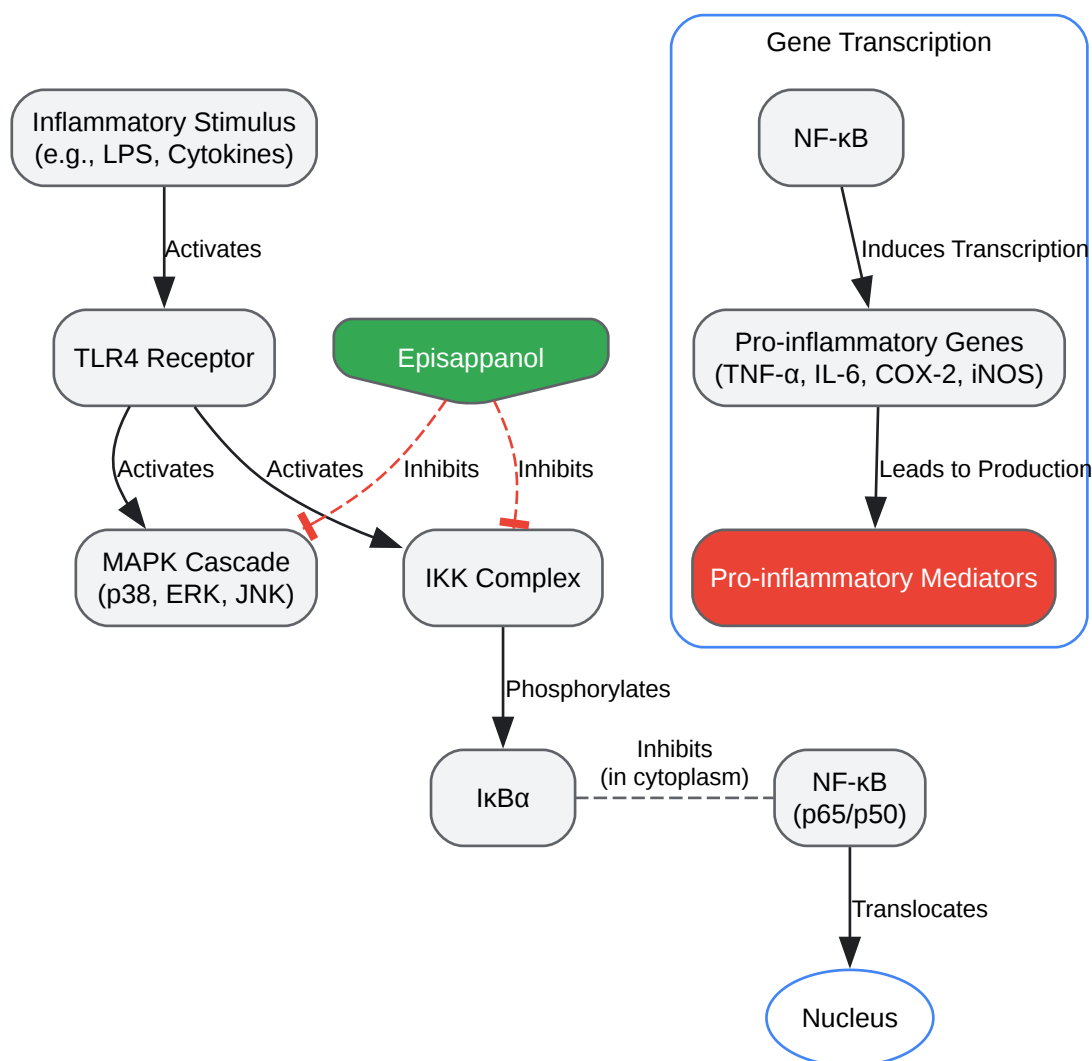 Gene Transcription
Inflammatory Stimulus
(e.g., LPS, Cytokines)
NF-κB
Activates
Induces Transcription
TLR4 Receptor
Episappanol
Pro-inflammatory Genes
(TNF-α, IL-6, COX-2, iNOS)
Activates
Activates
Inhibits
Inhibits
Leads to Production
MAPK Cascade
(p38, ERK, JNK)
IKK Complex
Pro-inflammatory Mediators
Phosphorylates
Inhibits
(in cytoplasm)
IκBα
NF-κB
(p65/p50)
Translocates
Nucleus